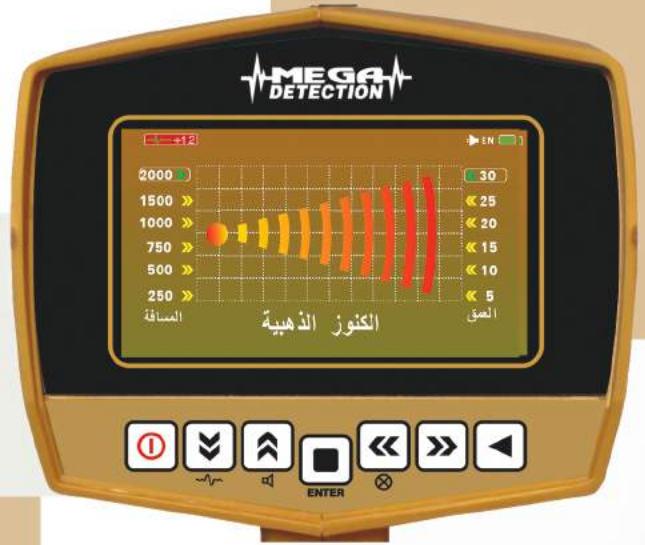 MEGA
DETECTION
+12 EN
2000 30
1500 » « 25
1000 » « 20
750 » « 15
500 » « 10
250 » « 5
المسافة العمق
الكنوز الذهبية
ENTER